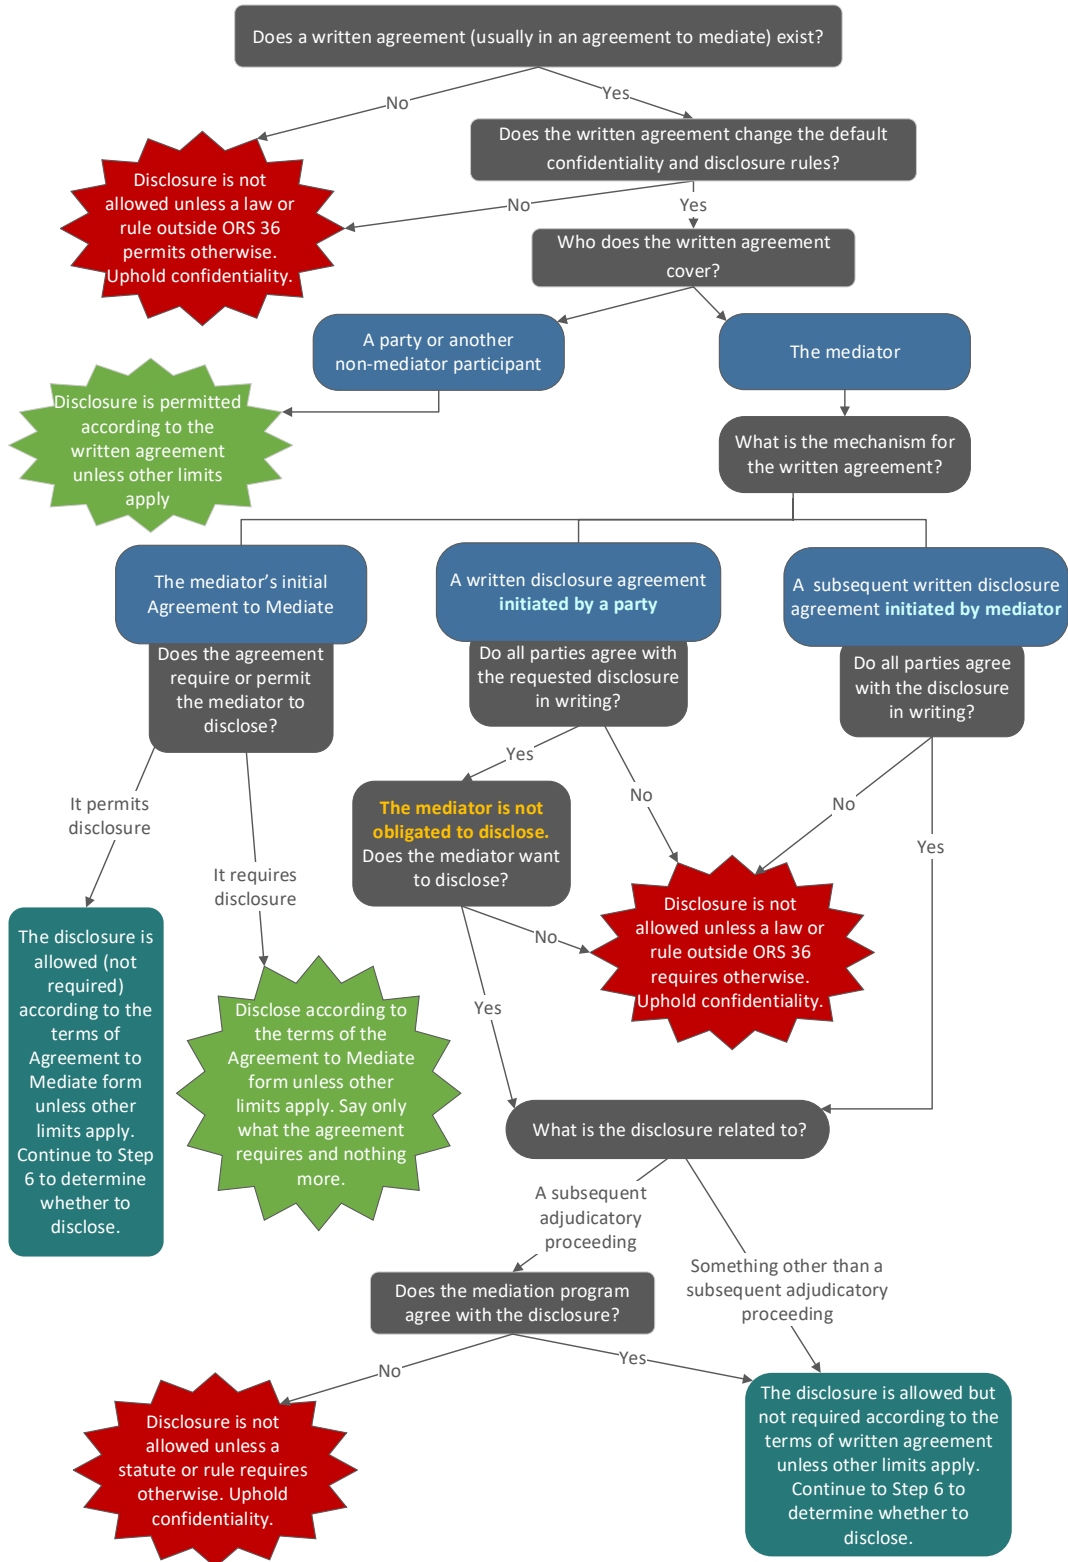 Does a written agreement (usually in an agreement to mediate) exist?
No
Yes
Does the written agreement change the default
confidentiality and disclosure rules?
Disclosure is not
allowed unless a law or
rule outside ORS 36
permits otherwise.
Uphold confidentiality.
No
Yes
Who does the written agreement
cover?
A party or another
non-mediator participant
The mediator
Disclosure is permitted
according to the
written agreement
unless other limits
apply
What is the mechanism for
the written agreement?
The mediator’s initial
Agreement to Mediate
A written disclosure agreement
initiated by a party
A subsequent written disclosure
agreement initiated by mediator
Does the agreement
require or permit
the mediator to
disclose?
Do all parties agree with
the requested disclosure
in writing?
Do all parties agree
with the disclosure
in writing?
It permits
disclosure
It requires
disclosure
Yes
No
No
Yes
The mediator is not
obligated to disclose.
Does the mediator want
to disclose?
No
Yes
Disclosure is not
allowed unless a law or
rule outside ORS 36
requires otherwise.
Uphold confidentiality.
The disclosure is
allowed (not
required)
according to the
terms of
Agreement to
Mediate form
unless other
limits apply.
Continue to Step
6 to determine
whether to
disclose.
Disclose according to
the terms of the
Agreement to Mediate
form unless other
limits apply. Say only
what the agreement
requires and nothing
more.
What is the disclosure related to?
A subsequent
adjudicatory
proceeding
Something other than a
subsequent adjudicatory
proceeding
Does the mediation program
agree with the disclosure?
No
Yes
Disclosure is not
allowed unless a
statute or rule requires
otherwise. Uphold
confidentiality.
The disclosure is allowed but
not required according to the
terms of written agreement
unless other limits apply.
Continue to Step 6 to
determine whether to
disclose.